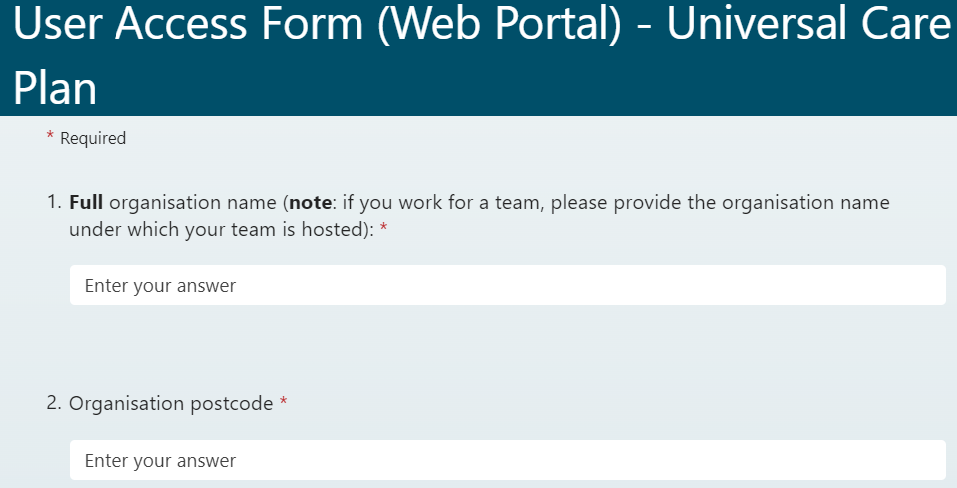 User Access Form (Web Portal) - Universal Care
Plan
* Required
1. Full organisation name (note: if you work for a team, please provide the organisation name
under which your team is hosted): *
Enter your answer
2. Organisation postcode *
Enter your answer